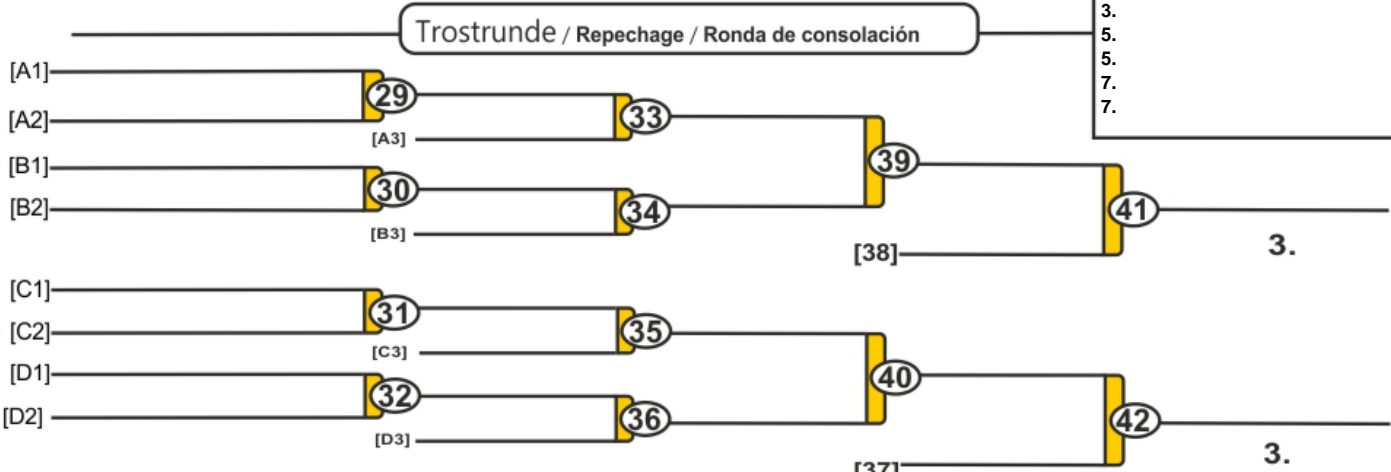 3.
5.
5.
7.
7.
Trostrunde / Repechage / Ronda de consolación
[A1]
29
[A2]
33
[A3]
[B1]
39
[B2]
30
34
41
[B3]
[38]
3.
[C1]
31
[C2]
35
[C3]
[D1]
40
[D2]
32
36
42
[D3]
3.
[37]